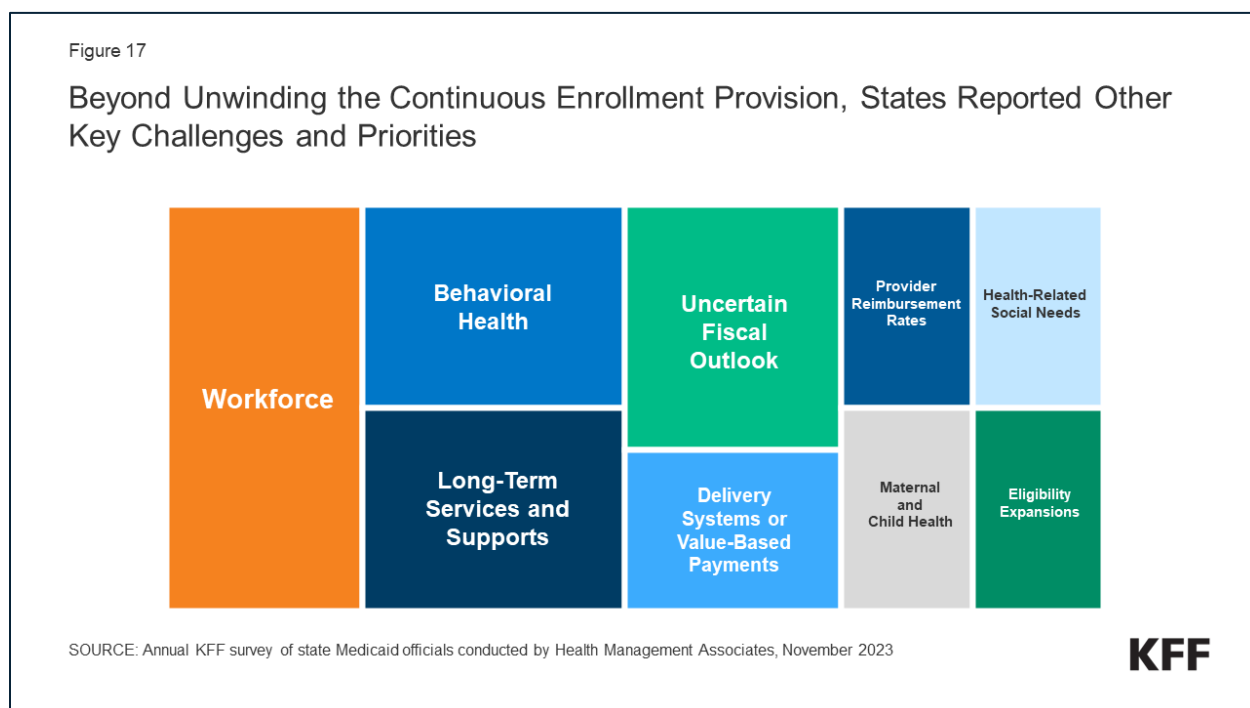 Figure 17
Beyond Unwinding the Continuous Enrollment Provision, States Reported Other
Key Challenges and Priorities
Workforce
Behavioral
Health
Long-Term
Services and
Supports
Uncertain
Fiscal
Outlook
Delivery
Systems or
Value-Based
Payments
Provider
Reimbursement
Rates
Maternal
and
Child Health
Health-Related
Social Needs
Eligibility
Expansions
SOURCE: Annual KFF survey of state Medicaid officials conducted by Health Management Associates, November 2023
KFF